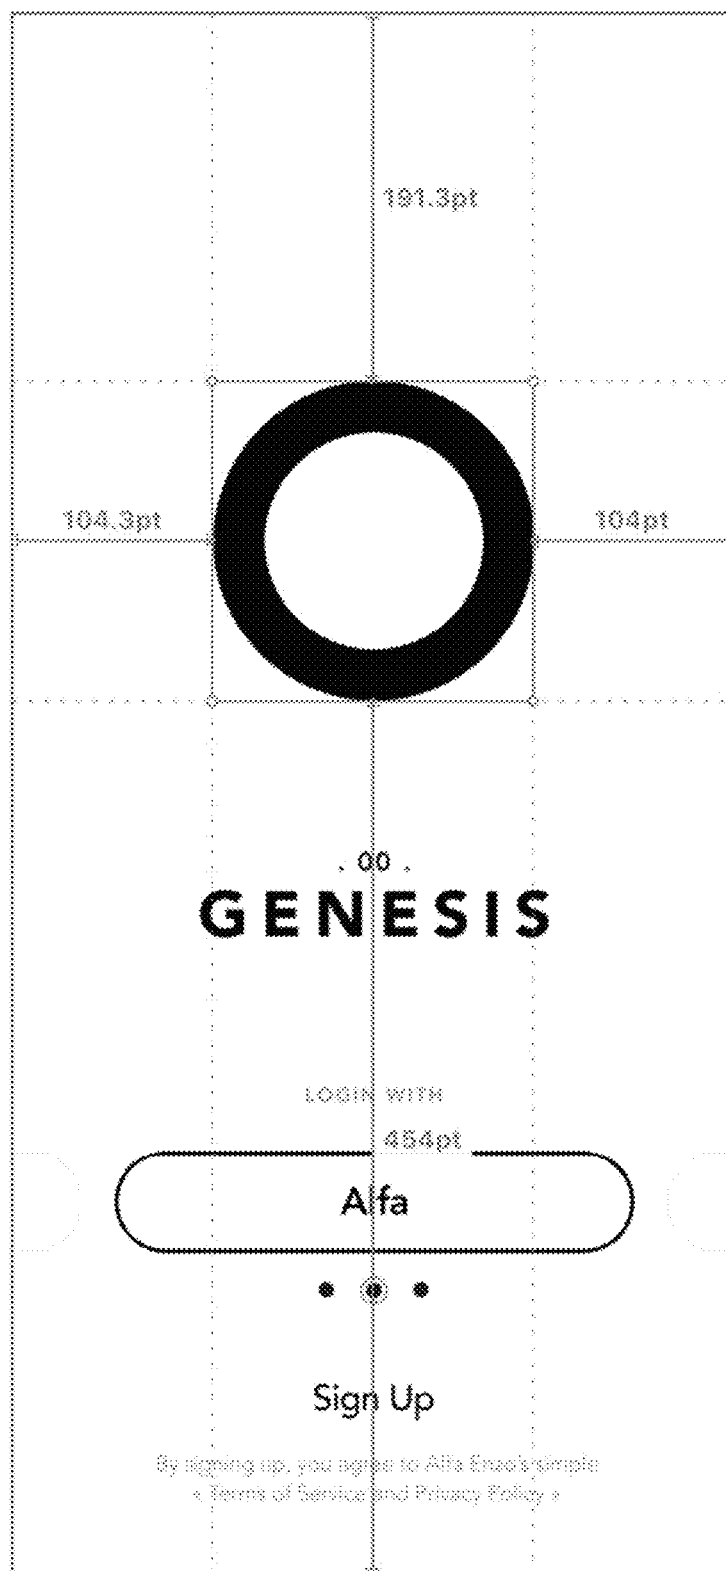 191.3pt
104.3pt 104pt
. 00 .
GENESIS
LOGIN WITH
454pt
Alfa
Sign Up
By signing up, you agree to Alfa Enzo's simple
« Terms of Service and Privacy Policy »